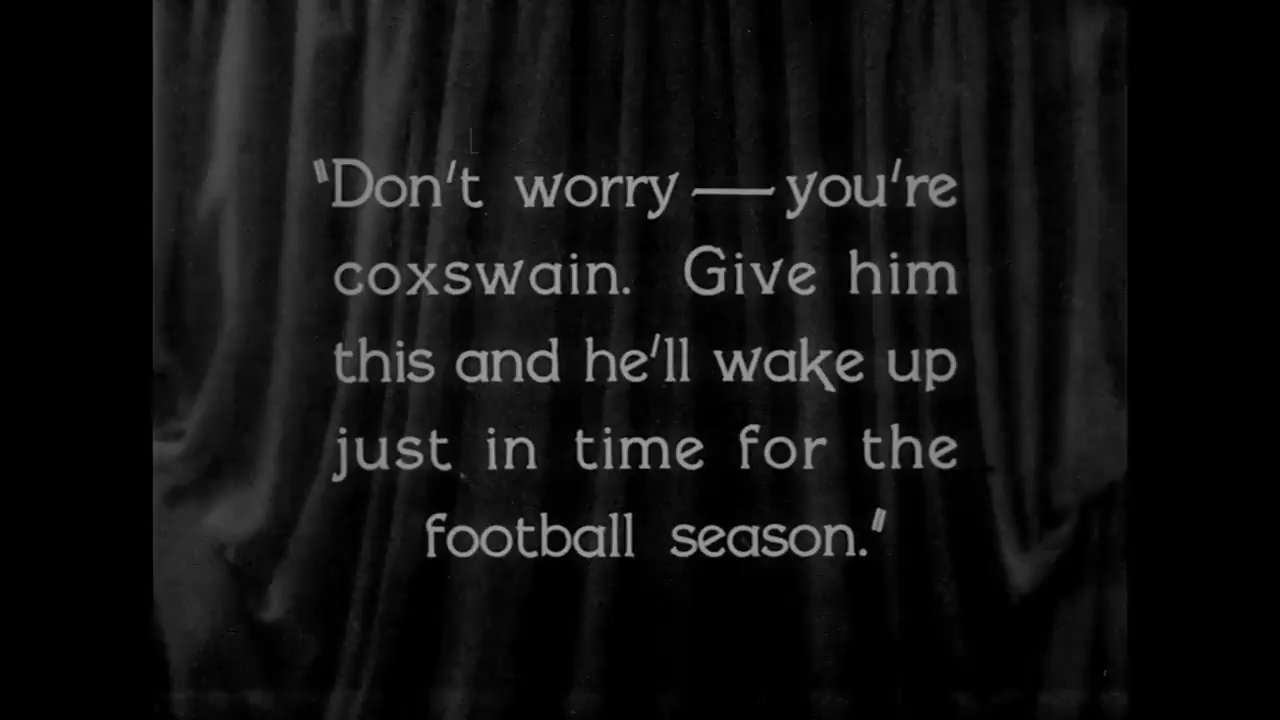 "Don't worry — you're
coxswain. Give him
this and he'll wake up
just in time for the
football season."